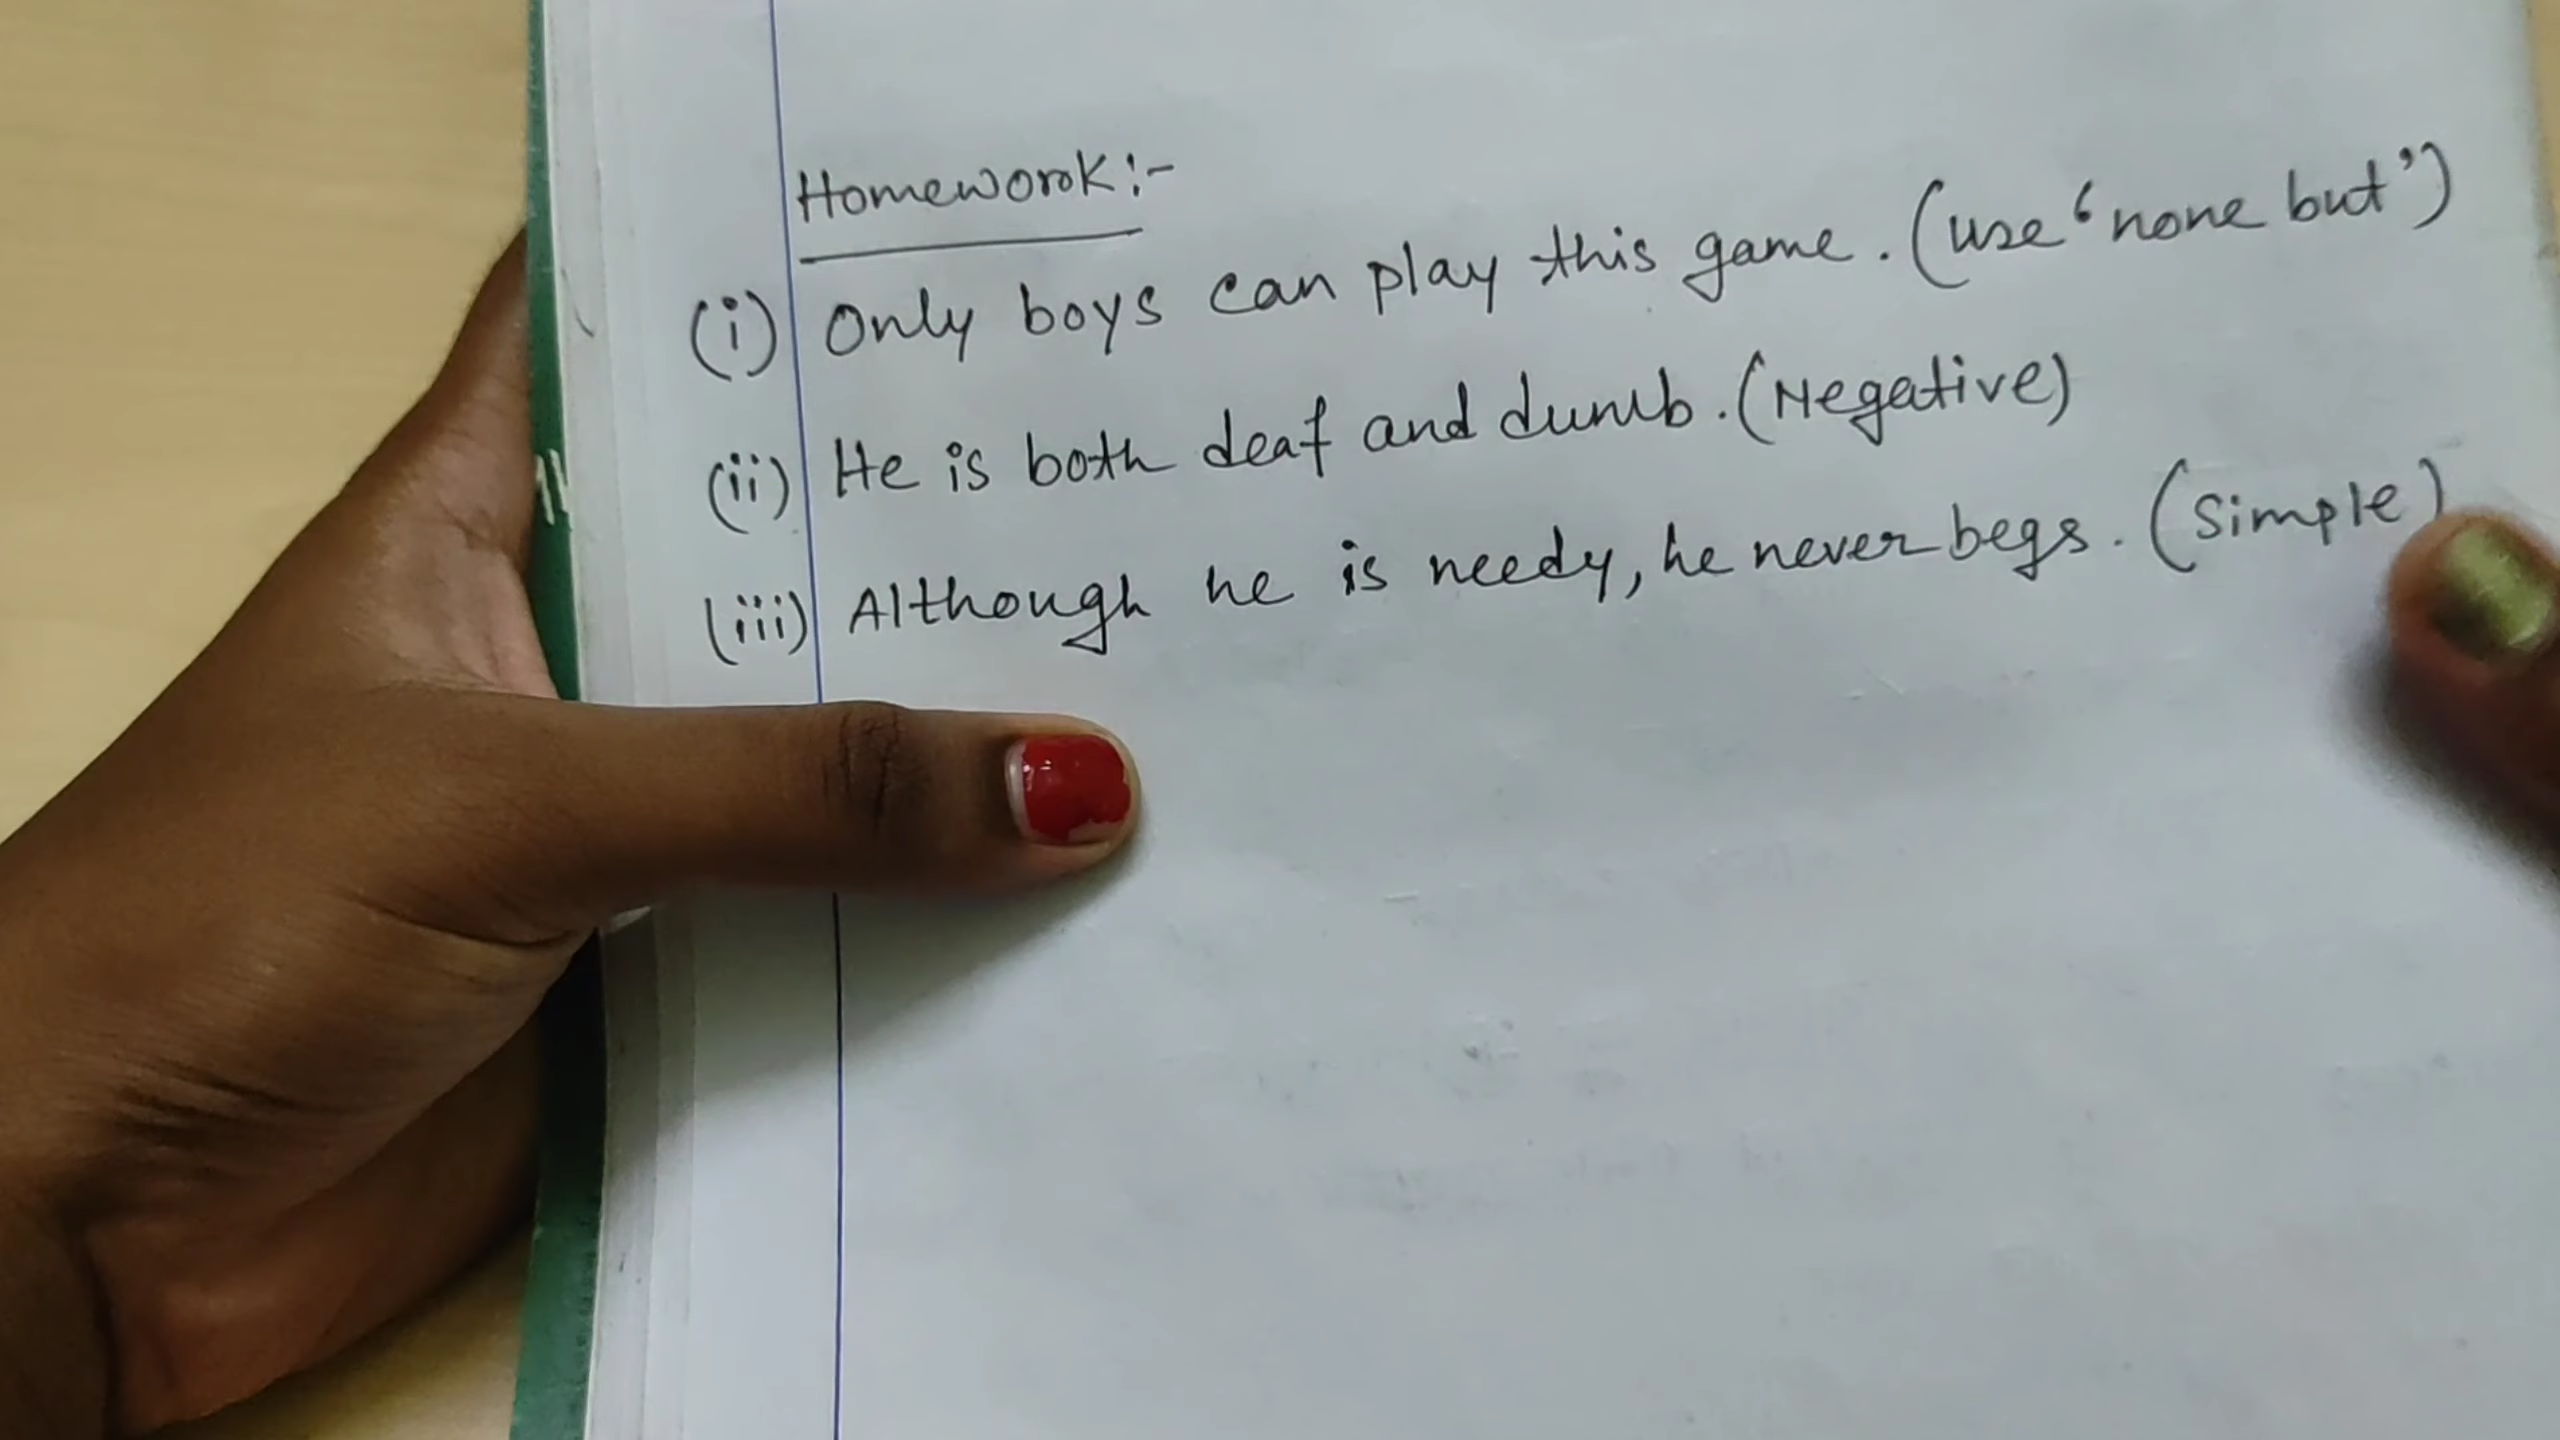 Homework:-
(i) Only boys can play this game. (use 'none but')
(ii) He is both deaf and dumb. (Negative)
(iii) Although he is needy, he never begs. (Simple)